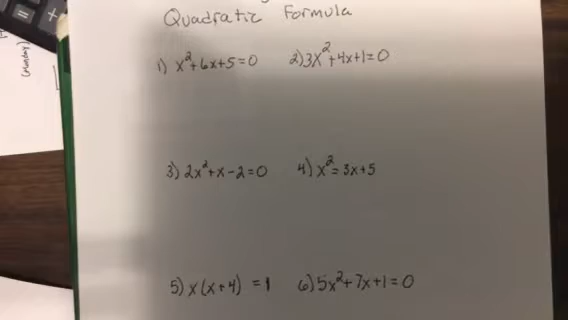 Quadratic Formula
1) x²+6x+5=0 2) 3x²+4x+1=0
3) 2x²+x-2=0 4) x²=3x+5
5) x(x+4) =1 6) 5x²+7x+1=0
(Monday)